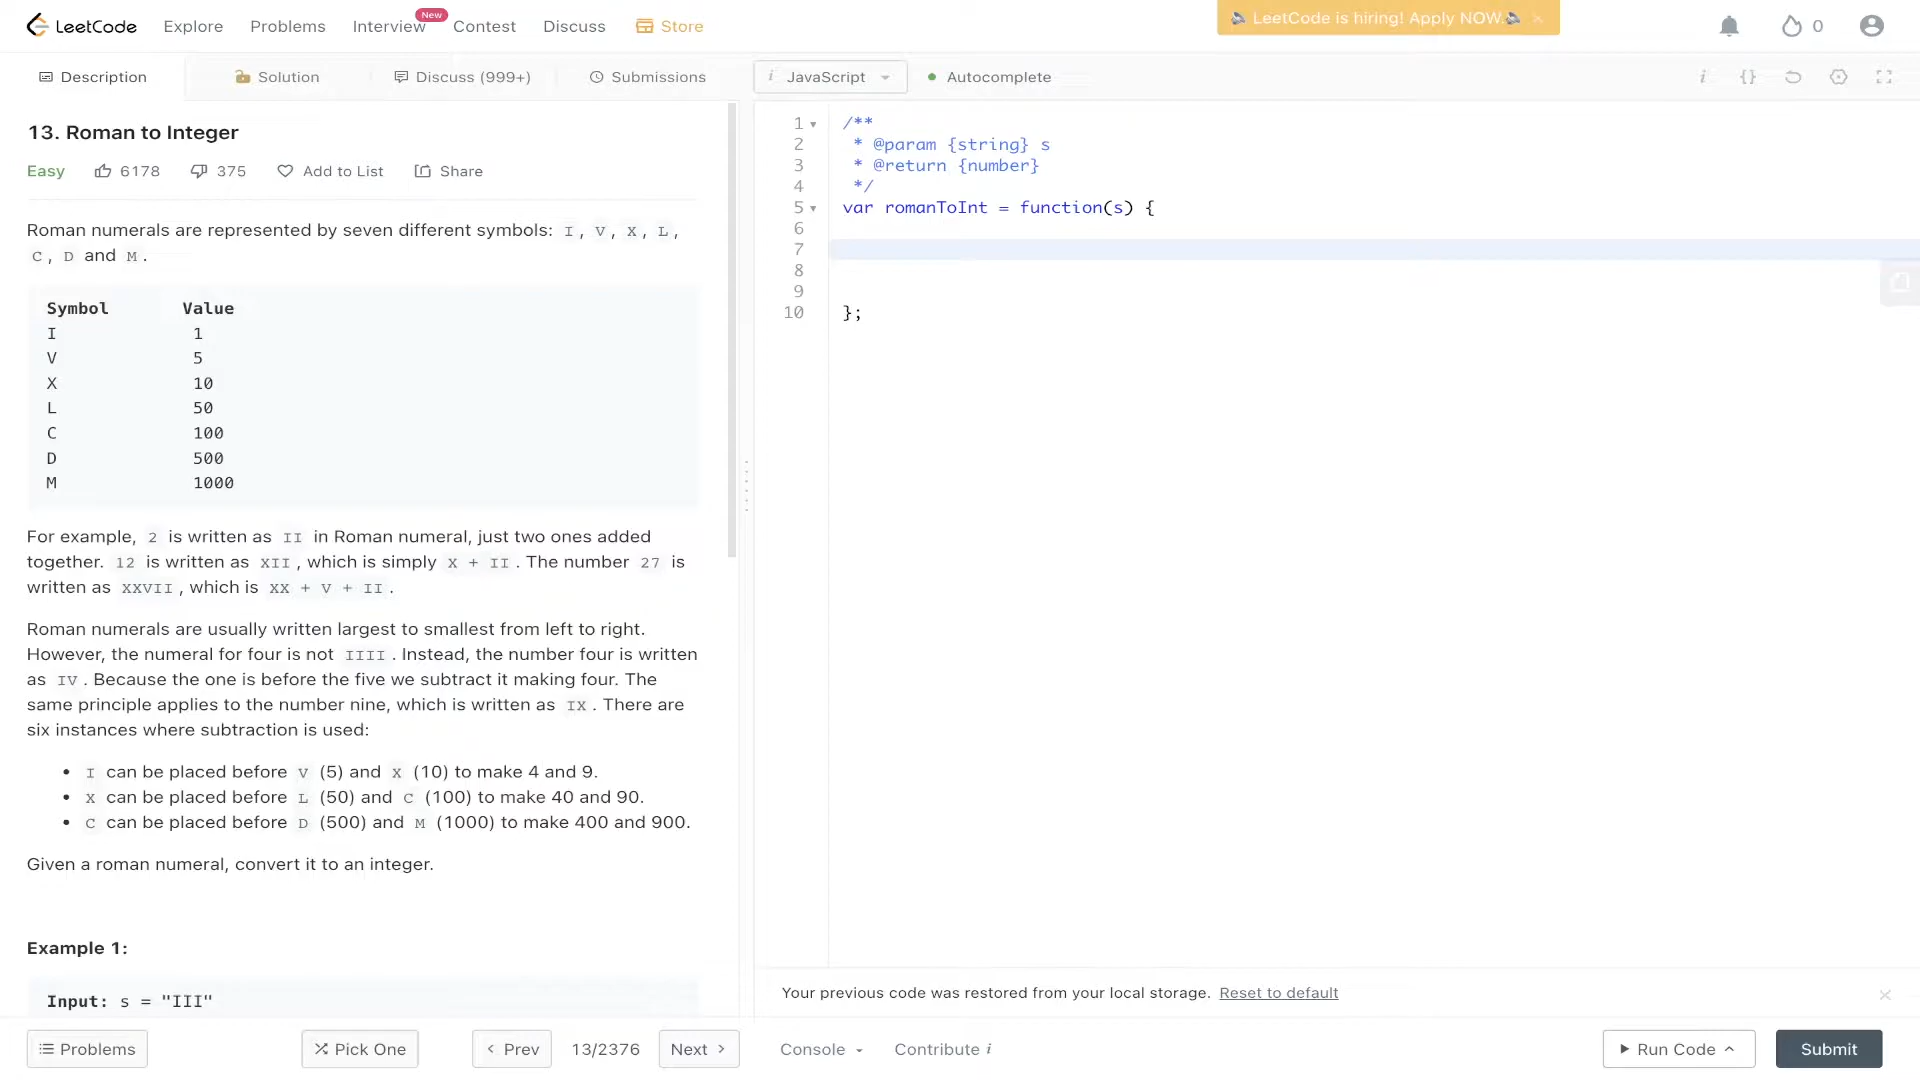 LeetCode Explore Problems Interview New Contest Discuss Store LeetCode is hiring! Apply NOW. 0
Description Solution Discuss (999+) Submissions i JavaScript Autocomplete i {}
13. Roman to Integer
Easy 6178 375 Add to List Share
Roman numerals are represented by seven different symbols: I, V, X, L,
C, D and M.
Symbol Value
I 1
V 5
X 10
L 50
C 100
D 500
M 1000
For example, 2 is written as II in Roman numeral, just two ones added
together. 12 is written as XII, which is simply X + II. The number 27 is
written as XXVII, which is XX + V + II.
Roman numerals are usually written largest to smallest from left to right.
However, the numeral for four is not IIII. Instead, the number four is written
as IV. Because the one is before the five we subtract it making four. The
same principle applies to the number nine, which is written as IX. There are
six instances where subtraction is used:
• I can be placed before V (5) and X (10) to make 4 and 9.
• X can be placed before L (50) and C (100) to make 40 and 90.
• C can be placed before D (500) and M (1000) to make 400 and 900.
Given a roman numeral, convert it to an integer.
Example 1:
Input: s = "III"
1 /**
2 * @param {string} s
3 * @return {number}
4 */
5 var romanToInt = function(s) {
6
7
8
9
10 };
Your previous code was restored from your local storage. Reset to default
Problems Pick One < Prev 13/2376 Next > Console Contribute i Run Code Submit